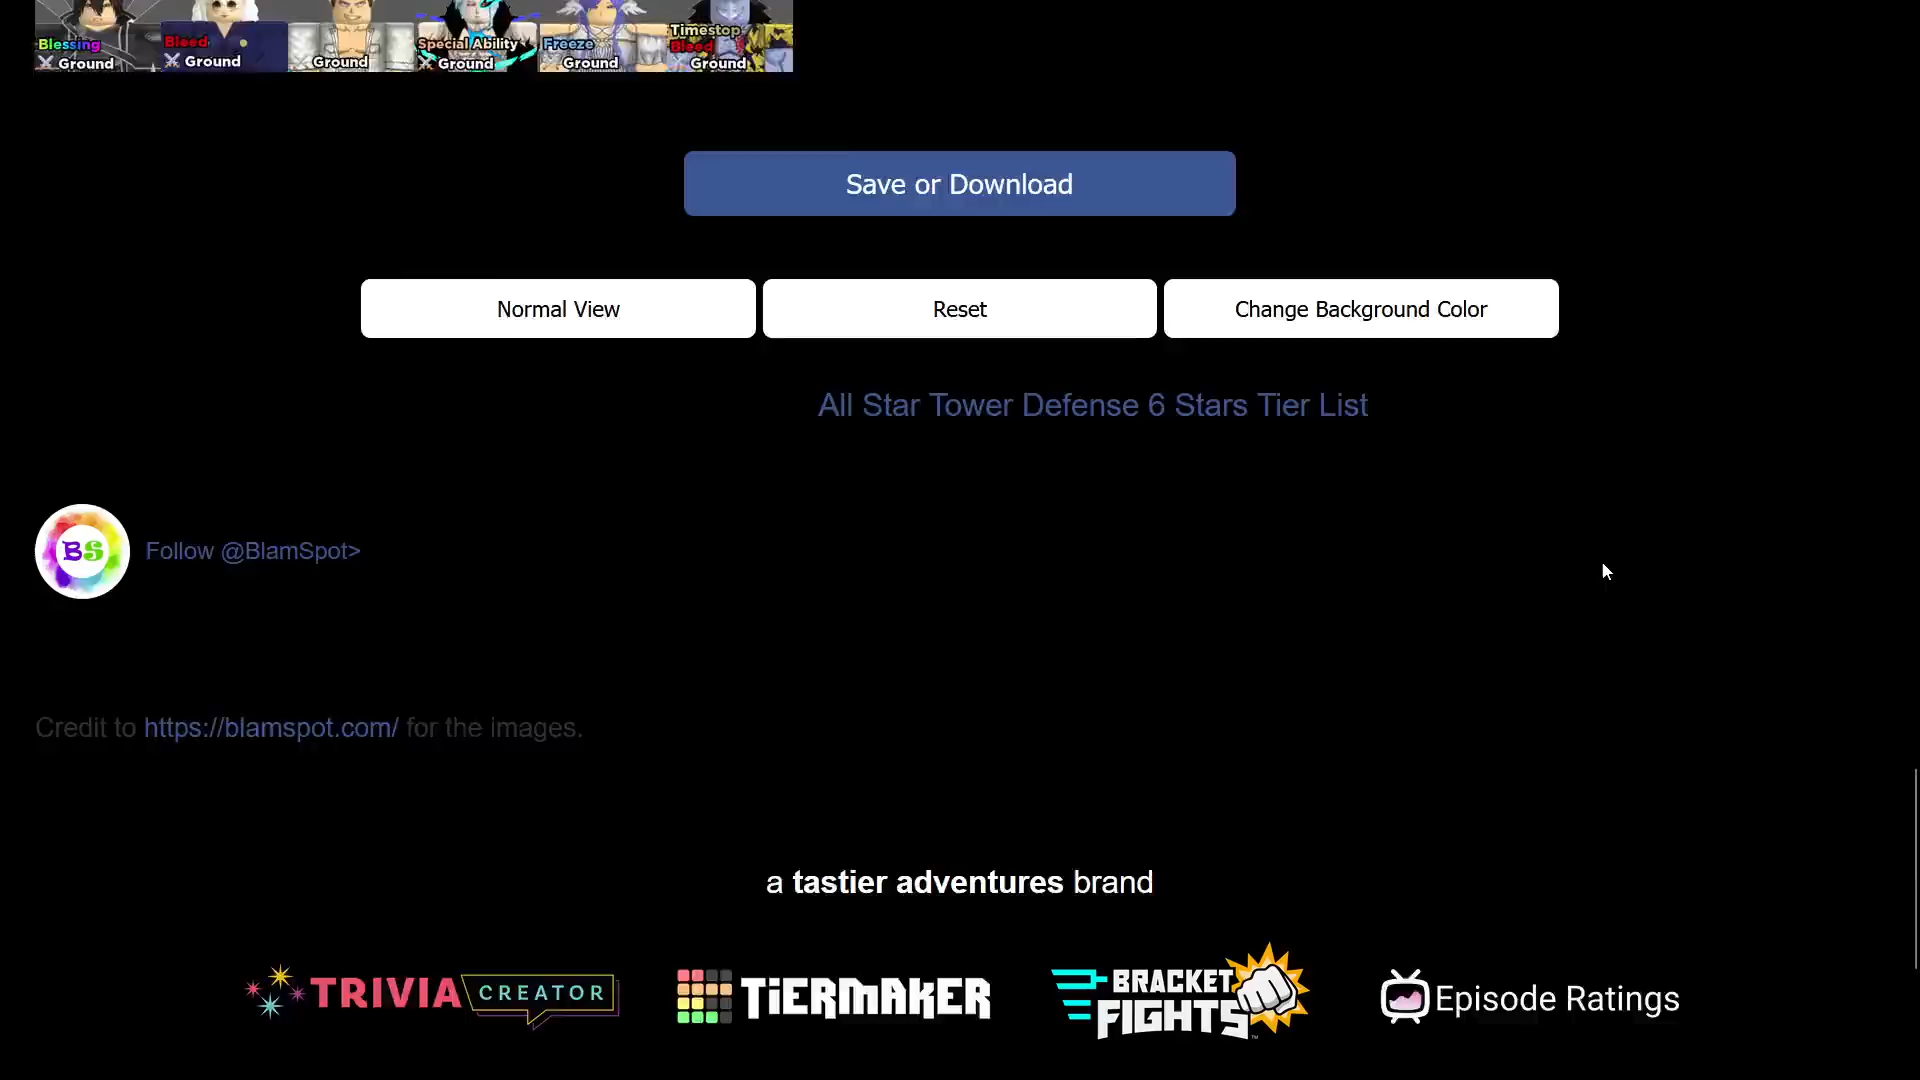 Blessing
Ground
Bleed
Ground
Ground
Special Ability
Ground
Freeze
Ground
Timestop
Bleed
Ground
Save or Download
Normal View
Reset
Change Background Color
All Star Tower Defense 6 Stars Tier List
BS
Follow @BlamSpot>
Credit to https://blamspot.com/ for the images.
a tastier adventures brand
TRIVIA CREATOR
TiERMAKER
BRACKET
FIGHTS™
Episode Ratings